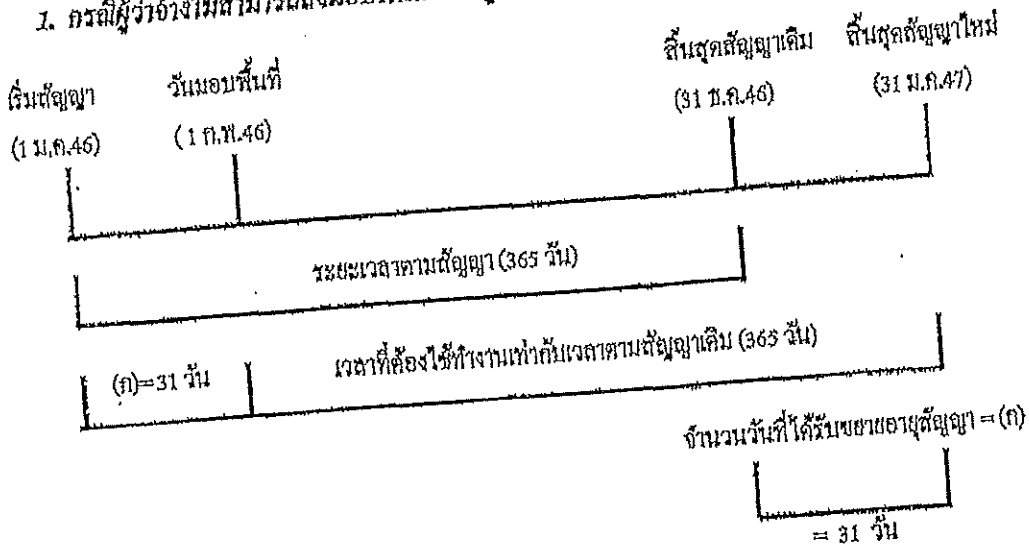 1. กรณีผู้ว่าจ้างไม่สามารถส่งมอบ
เริ่มสัญญา วันมอบพื้นที่ สิ้นสุดสัญญาเดิม สิ้นสุดสัญญาใหม่
(1 ม.ค.46) (1 ก.พ.46) (31 ธ.ค.46) (31 ม.ค.47)
ระยะเวลาตามสัญญา (365 วัน)
(ก)=31 วัน เวลาที่ต้องใช้ทำงานเท่ากับเวลาตามสัญญาเดิม (365 วัน)
จำนวนวันที่ได้รับขยายอายุสัญญา = (ก)
= 31 วัน